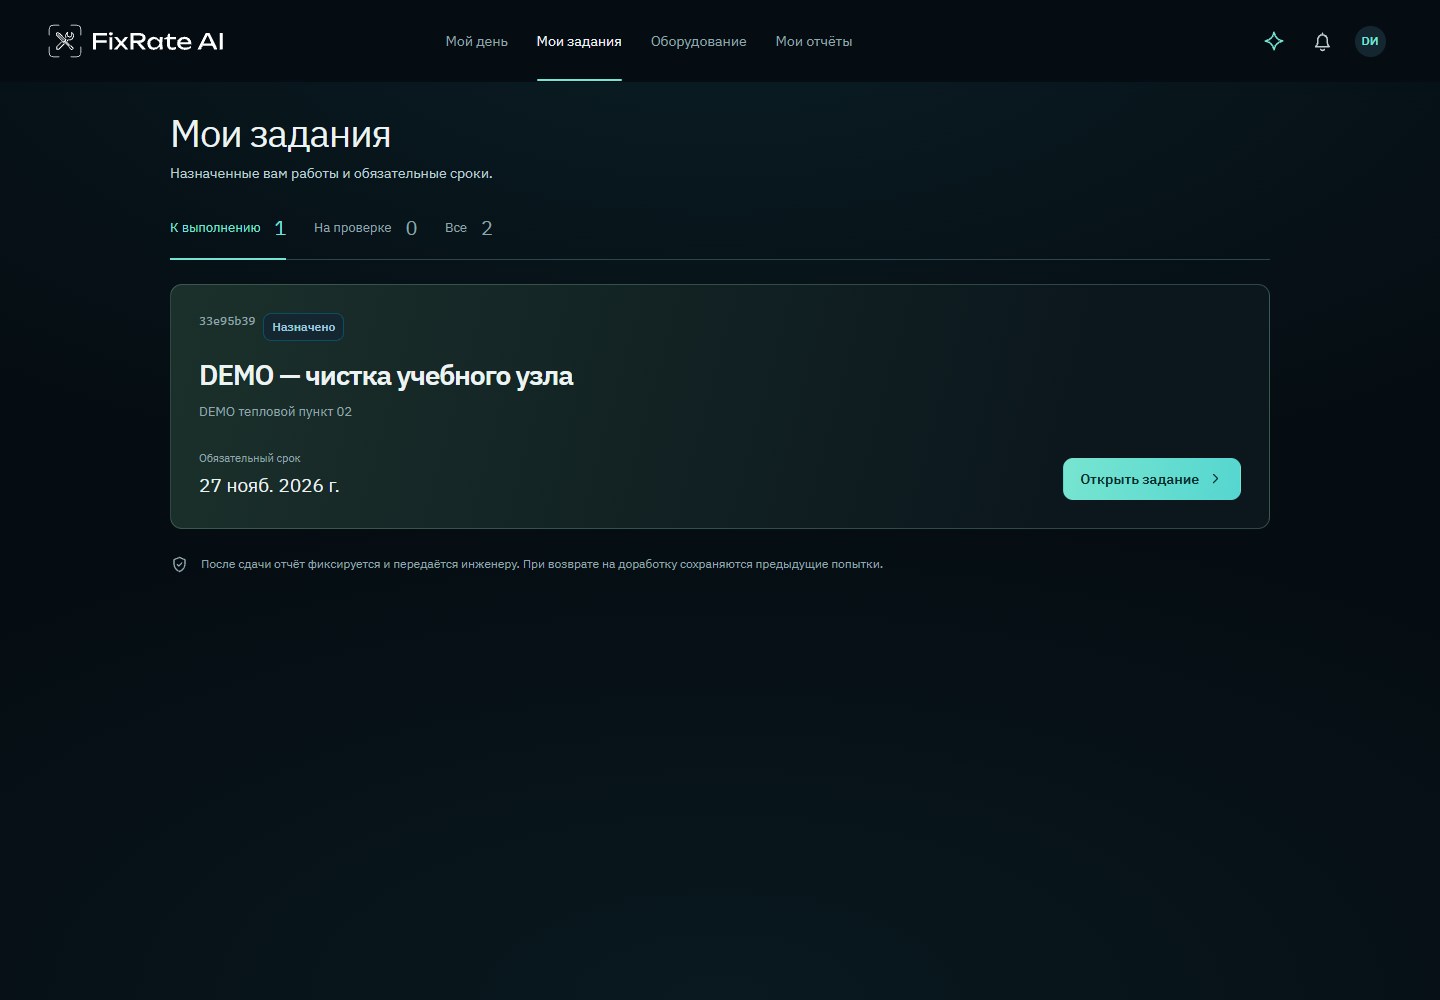 FixRate AI
Мой день
Мои задания
Оборудование
Мои отчёты
DИ
Мои задания
Назначенные вам работы и обязательные сроки.
К выполнению 1
На проверке 0
Все 2
33e95b39
Назначено
DEMO — чистка учебного узла
DEMO тепловой пункт 02
Обязательный срок
27 нояб. 2026 г.
Открыть задание
После сдачи отчёт фиксируется и передаётся инженеру. При возврате на доработку сохраняются предыдущие попытки.